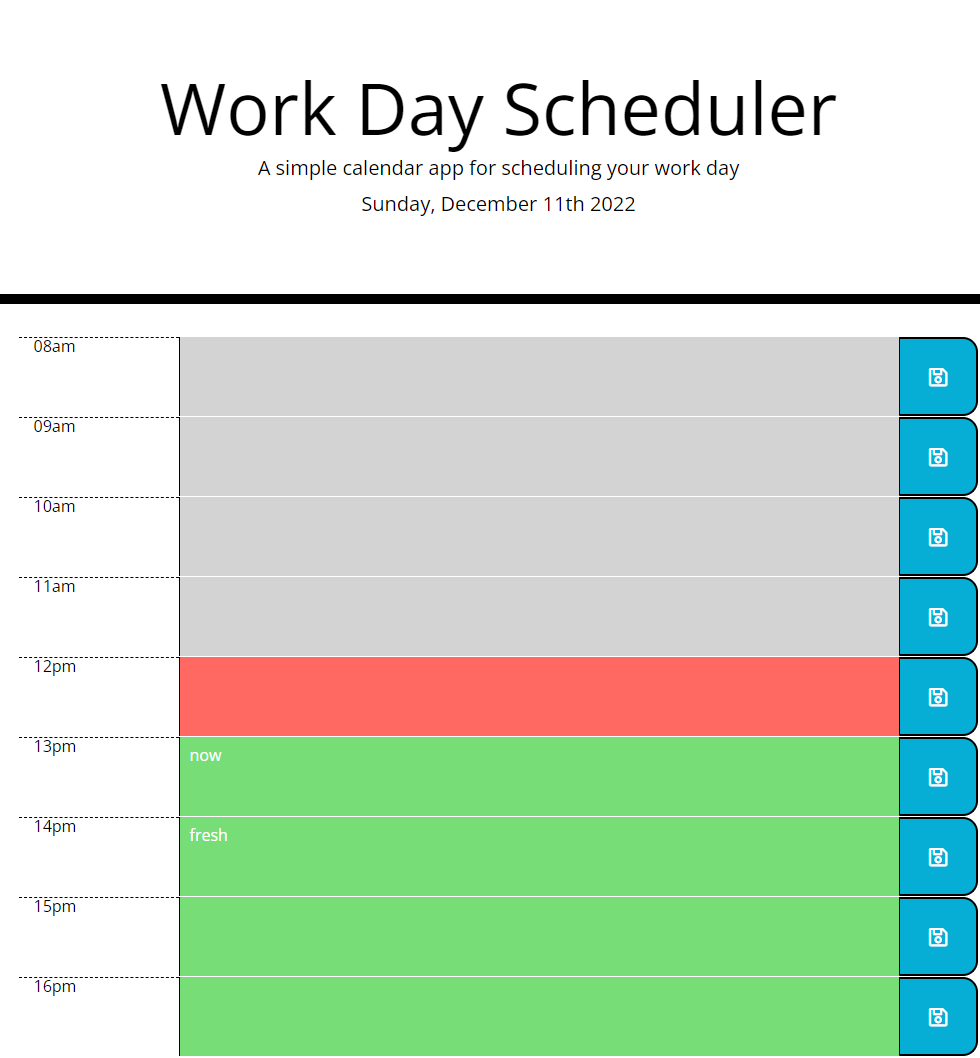 Work Day Scheduler
A simple calendar app for scheduling your work day
Sunday, December 11th 2022
08am
09am
10am
11am
12pm
13pm
now
14pm
fresh
15pm
16pm